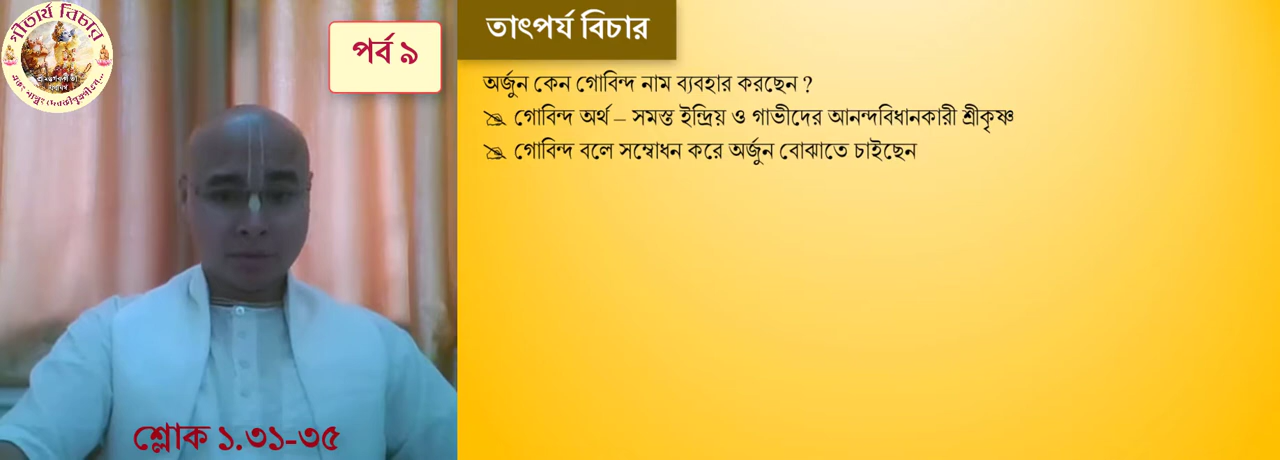 গীতার্থ বিচার
পর্ব ৯
শ্লোক ১.৩১-৩৫
তাৎপর্য বিচার
অর্জুন কেন গোবিন্দ নাম ব্যবহার করছেন ?
গোবিন্দ অর্থ – সমস্ত ইন্দ্রিয় ও গাভীদের আনন্দবিধানকারী শ্রীকৃষ্ণ
গোবিন্দ বলে সম্বোধন করে অর্জুন বোঝাতে চাইছেন